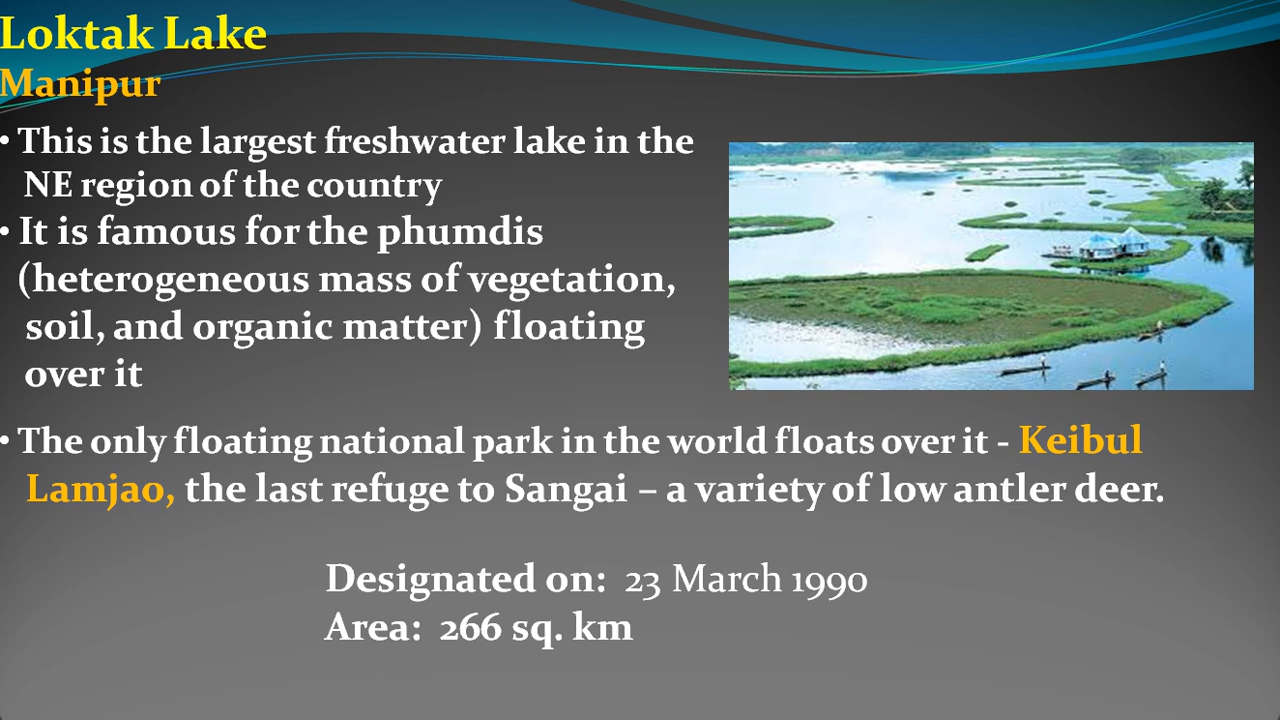 Loktak Lake
Manipur
• This is the largest freshwater lake in the
NE region of the country
• It is famous for the phumdis
(heterogeneous mass of vegetation,
soil, and organic matter) floating
over it
• The only floating national park in the world floats over it - Keibul
Lamjao, the last refuge to Sangai – a variety of low antler deer.
Designated on: 23 March 1990
Area: 266 sq. km